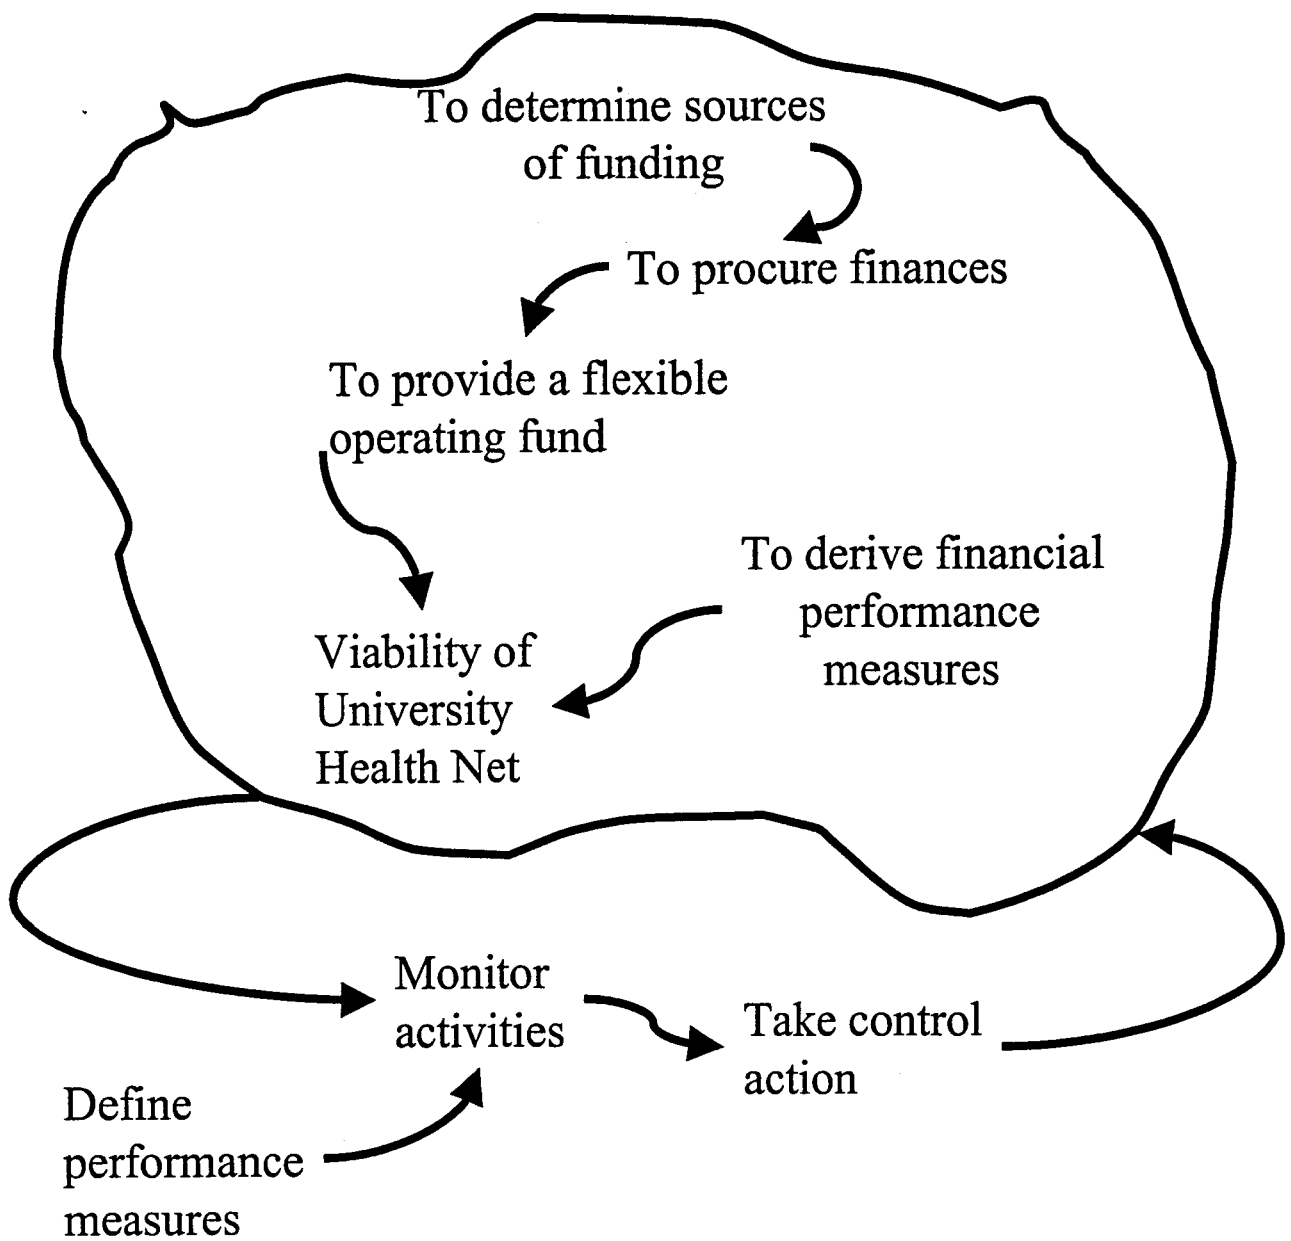 To determine sources
of funding
To procure finances
To provide a flexible
operating fund
To derive financial
performance
measures
Viability of
University
Health Net
Monitor
activities
Take control
action
Define
performance
measures